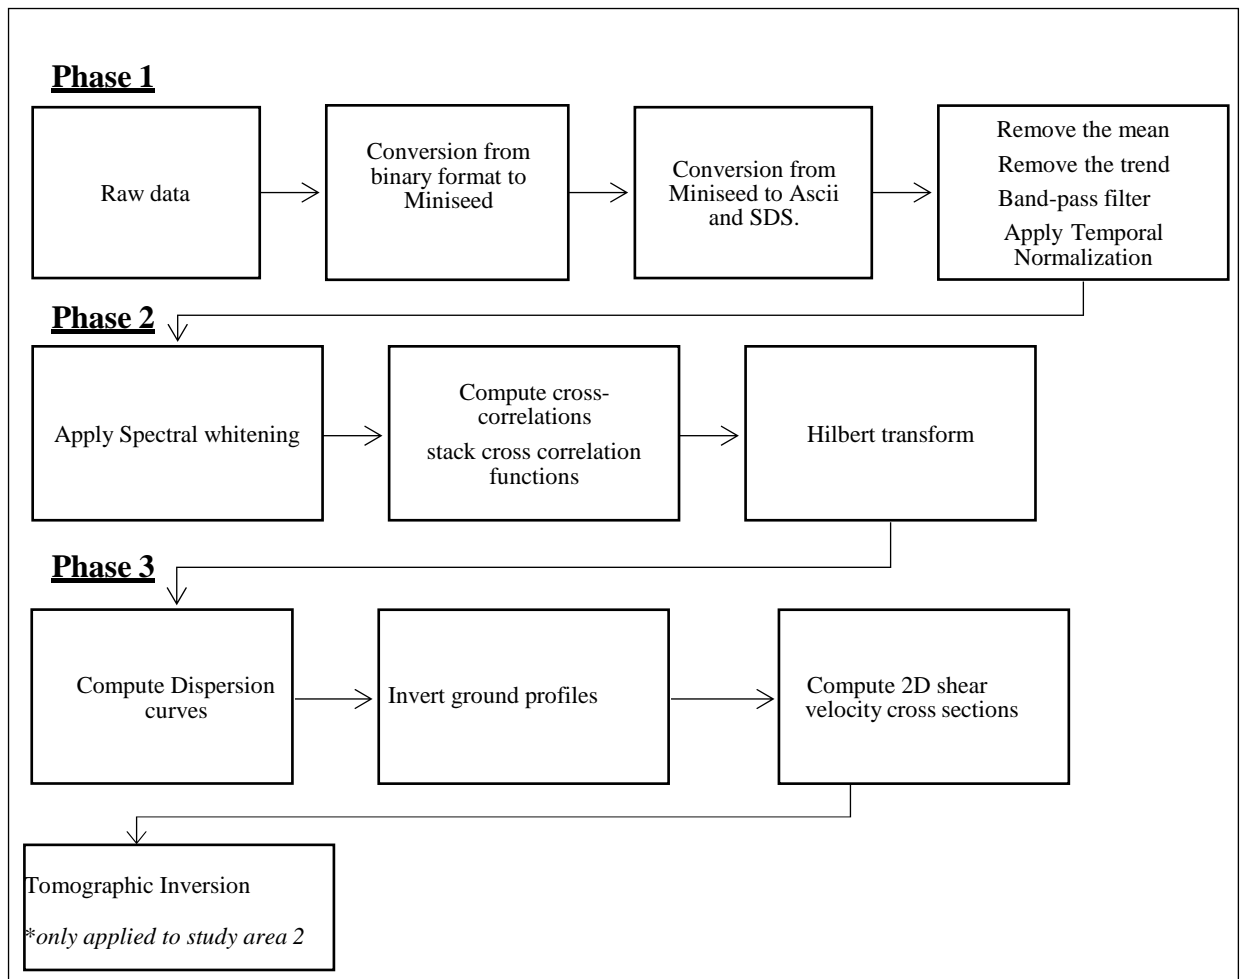 Phase 1
Raw data
Conversion from
binary format to
Miniseed
Conversion from
Miniseed to Ascii
and SDS.
Remove the mean
Remove the trend
Band-pass filter
Apply Temporal
Normalization
Phase 2
Apply Spectral whitening
Compute cross-
correlations
stack cross correlation
functions
Hilbert transform
Phase 3
Compute Dispersion
curves
Invert ground profiles
Compute 2D shear
velocity cross sections
Tomographic Inversion
*only applied to study area 2